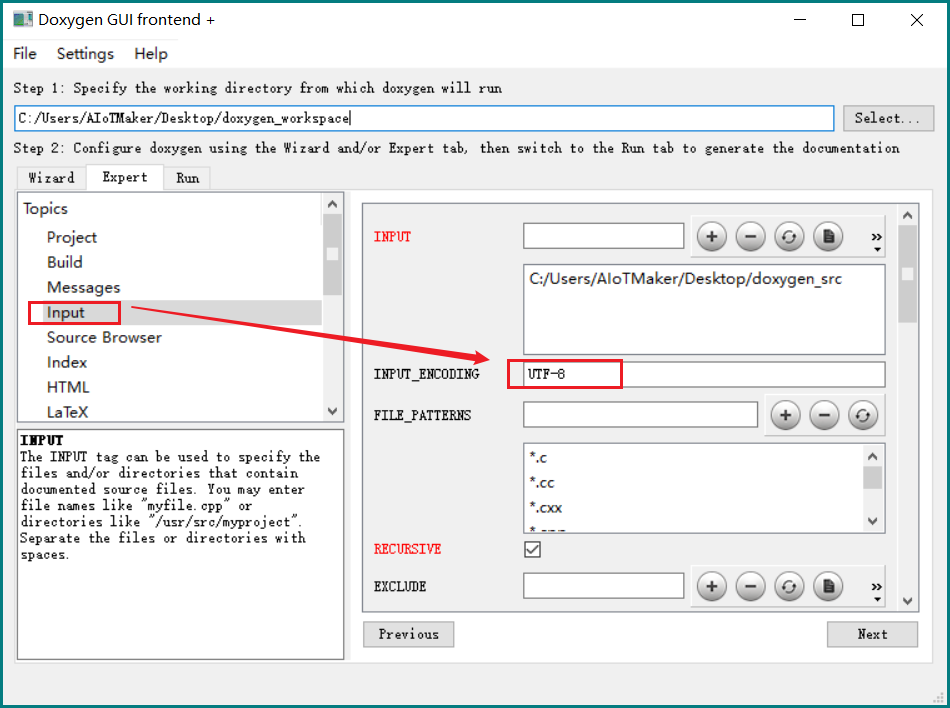 Doxygen GUI frontend +
File Settings Help
Step 1: Specify the working directory from which doxygen will run
C:/Users/AIoTMaker/Desktop/doxygen_workspace
Select...
Step 2: Configure doxygen using the Wizard and/or Expert tab, then switch to the Run tab to generate the documentation
Wizard Expert Run
Topics
Project
Build
Messages
Input
Source Browser
Index
HTML
LaTeX
INPUT
The INPUT tag can be used to specify the
files and/or directories that contain
documented source files. You may enter
file names like "myfile.cpp" or
directories like "/usr/src/myproject".
Separate the files or directories with
spaces.
INPUT
C:/Users/AIoTMaker/Desktop/doxygen_src
INPUT_ENCODING
UTF-8
FILE_PATTERNS
*.c
*.cc
*.cxx
RECURSIVE
EXCLUDE
Previous
Next